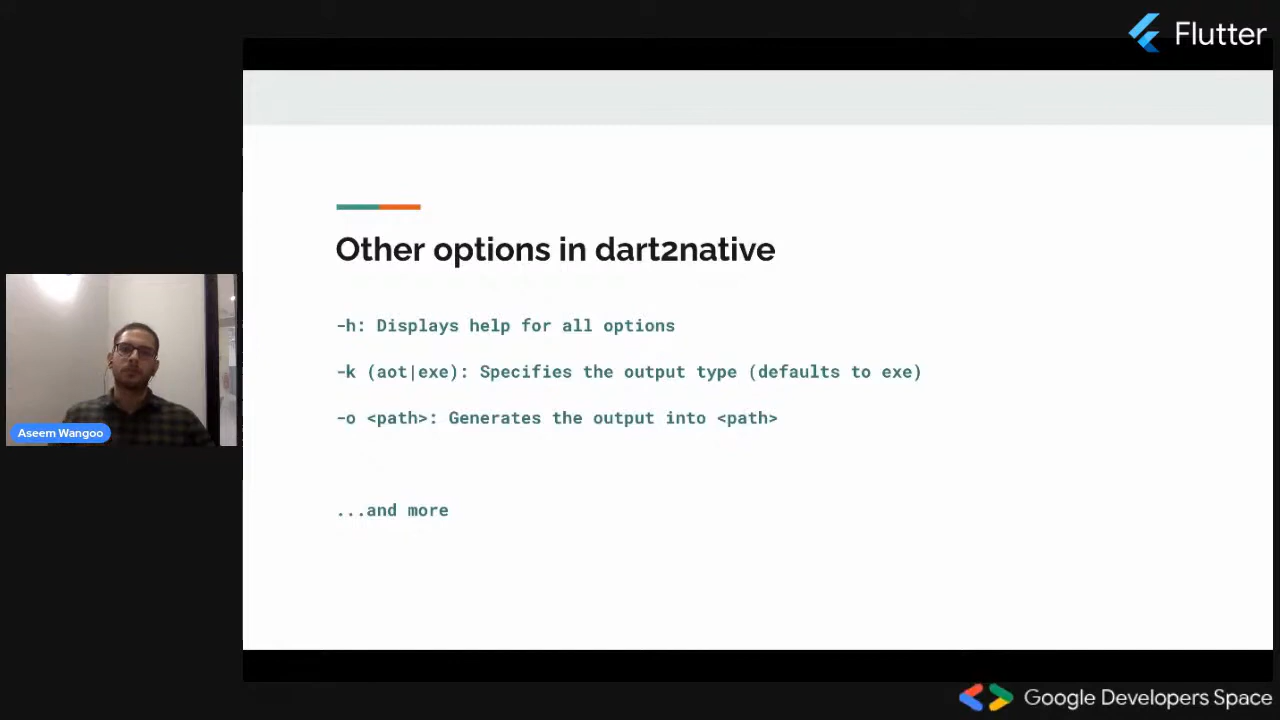 Flutter
Other options in dart2native
-h: Displays help for all options
-k (aot|exe): Specifies the output type (defaults to exe)
-o <path>: Generates the output into <path>
...and more
Aseem Wangoo
Google Developers Space